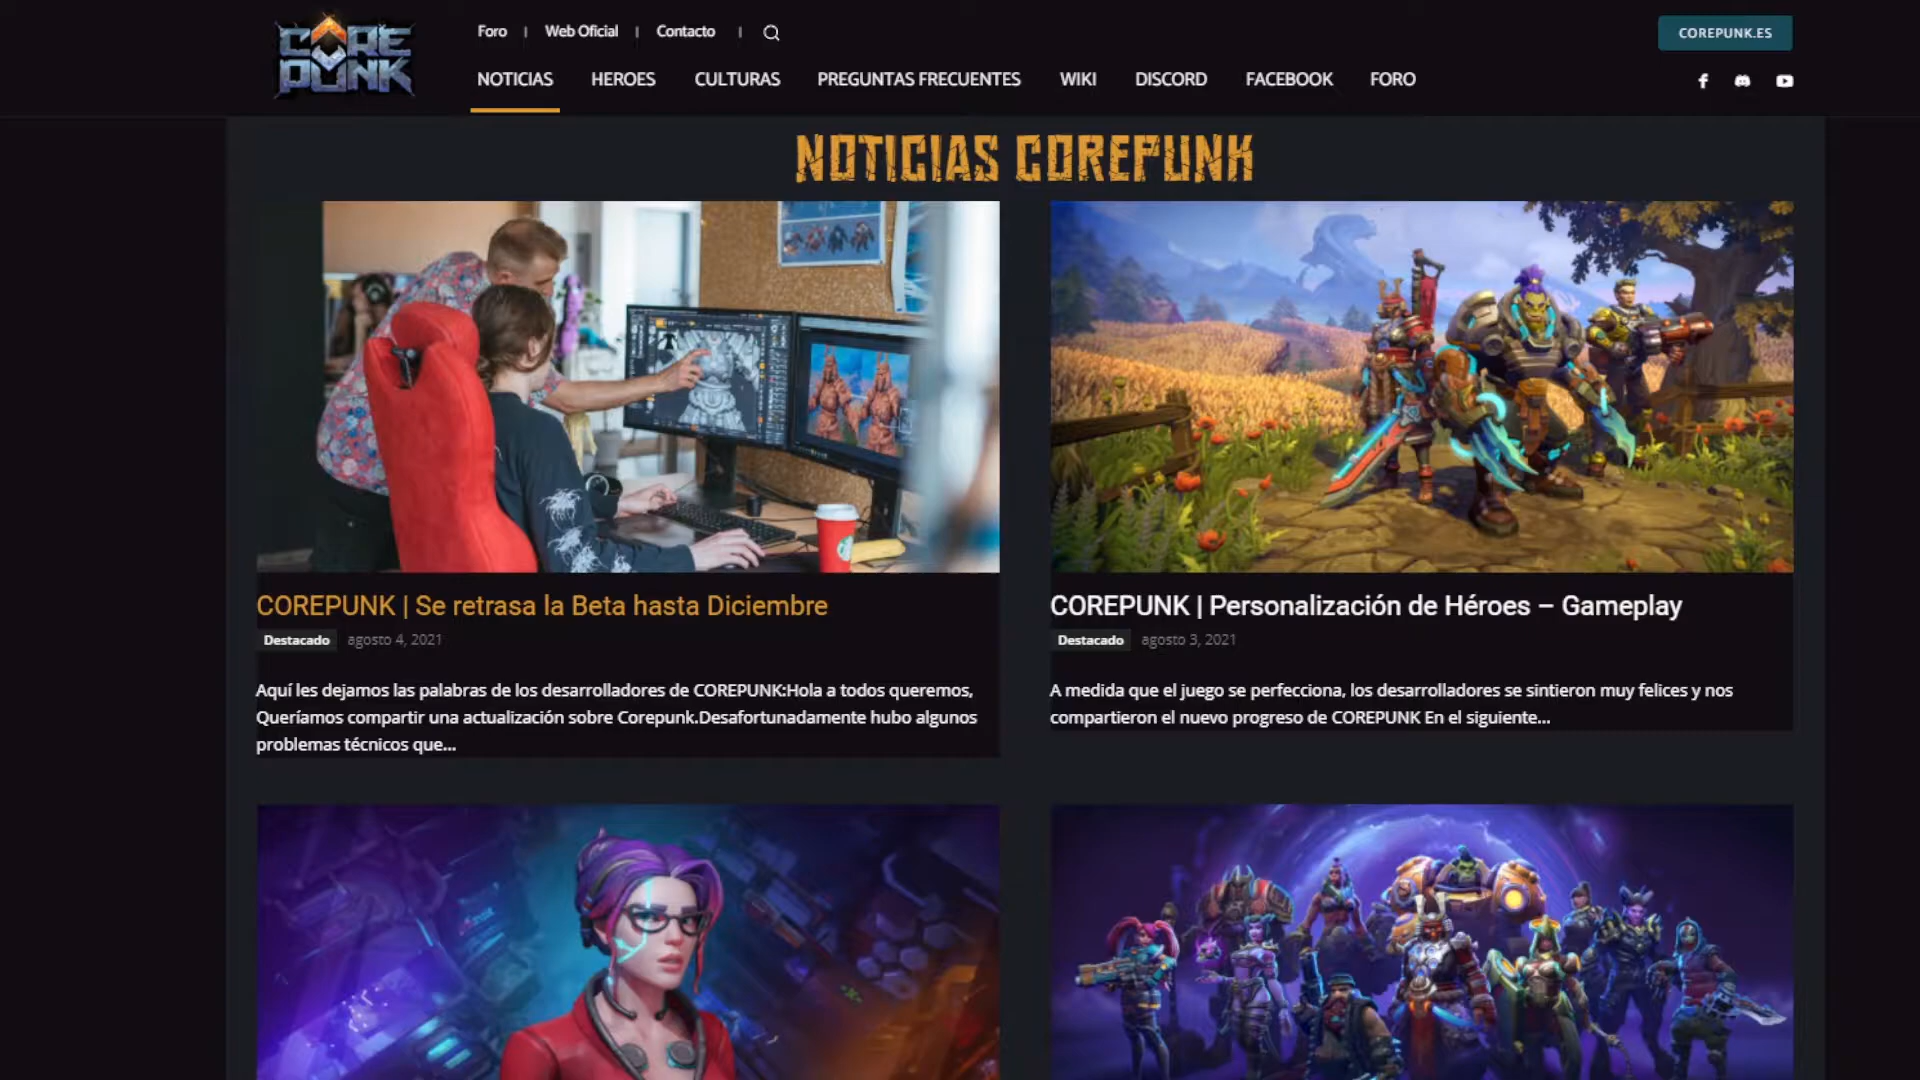 CORE
PUNK
Foro | Web Oficial | Contacto |
COREPUNK.ES
NOTICIAS HEROES CULTURAS PREGUNTAS FRECUENTES WIKI DISCORD FACEBOOK FORO
NOTICIAS COREPUNK
COREPUNK | Se retrasa la Beta hasta Diciembre
Destacado agosto 4, 2021
Aquí les dejamos las palabras de los desarrolladores de COREPUNK:Hola a todos queremos,
Queríamos compartir una actualización sobre Corepunk.Desafortunadamente hubo algunos
problemas técnicos que...
COREPUNK | Personalización de Héroes – Gameplay
Destacado agosto 3, 2021
A medida que el juego se perfecciona, los desarrolladores se sintieron muy felices y nos
compartieron el nuevo progreso de COREPUNK En el siguiente...